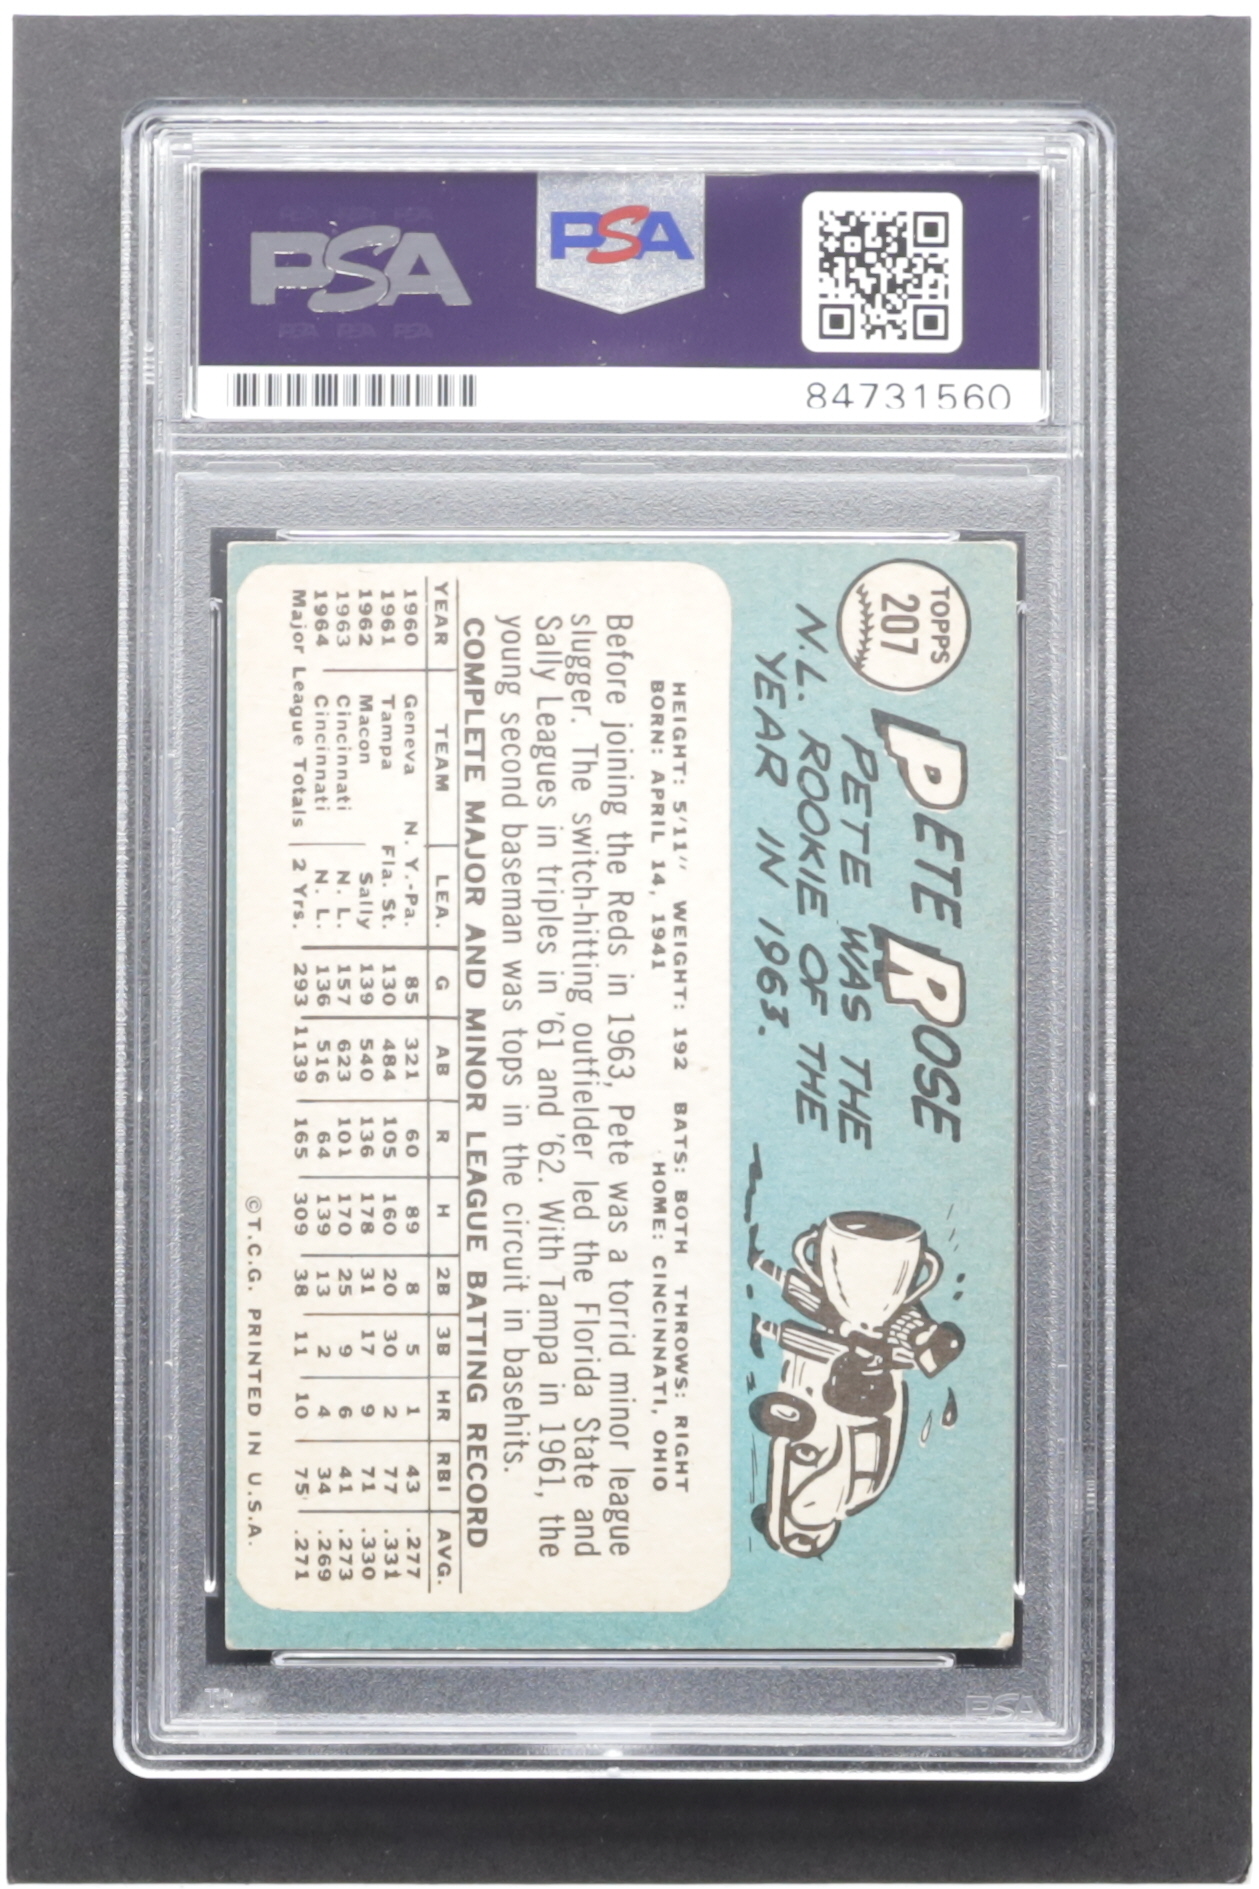 PSA
PSA
84731560
TOPPS
207
PETE ROSE
PETE WAS THE
N.L. ROOKIE OF THE
YEAR IN 1963.
HEIGHT: 5'11" WEIGHT: 192 BATS: BOTH THROWS: RIGHT
BORN: APRIL 14, 1941 HOME: CINCINNATI, OHIO
Before joining the Reds in 1963, Pete was a torrid minor league
slugger. The switch-hitting outfielder led the Florida State and
Sally Leagues in triples in '61 and '62. With Tampa in 1961, the
young second baseman was tops in the circuit in basehits.
COMPLETE MAJOR AND MINOR LEAGUE BATTING RECORD
YEAR TEAM LEA. G AB R H 2B 3B HR RBI AVG.
1960 Geneva N. Y.-Pa. 85 321 60 89 8 5 1 43 .277
1961 Tampa Fla. St. 130 484 105 160 20 30 2 77 .331
1962 Macon Sally 139 540 136 178 31 17 9 71 .330
1963 Cincinnati N. L. 157 623 101 170 25 9 6 41 .273
1964 Cincinnati N. L. 136 516 64 139 13 2 4 34 .269
Major League Totals 2 Yrs. 293 1139 165 309 38 11 10 75 .271
©T.C.G. PRINTED IN U.S.A.
PSA